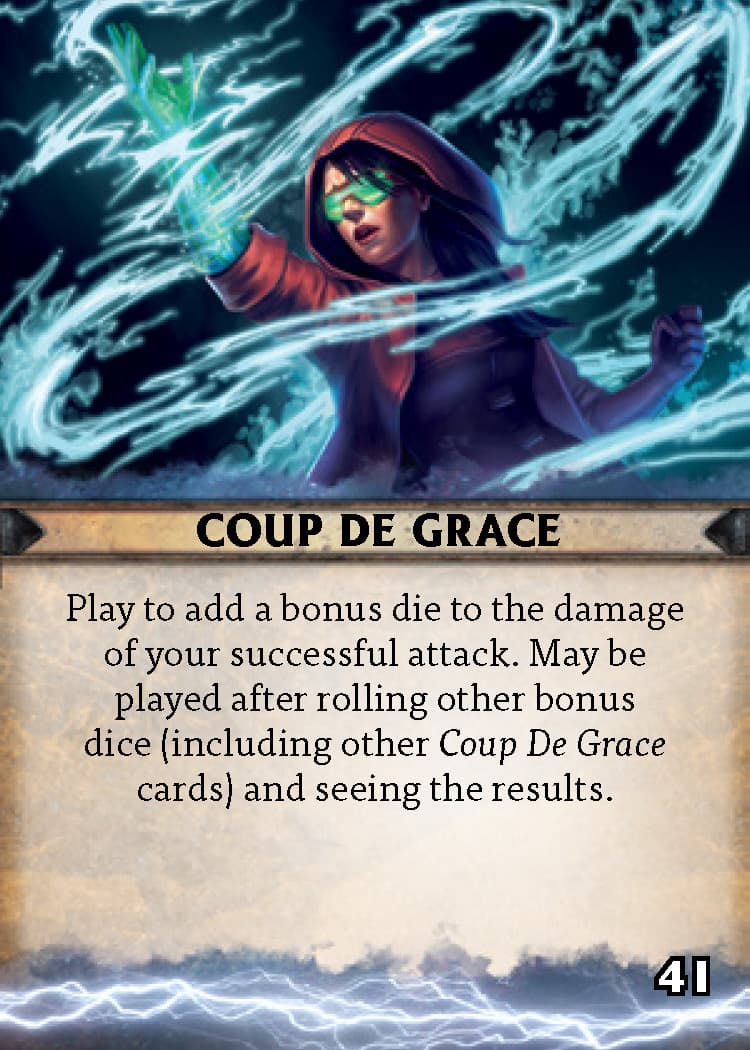 COUP DE GRACE
Play to add a bonus die to the damage
of your successful attack. May be
played after rolling other bonus
dice (including other Coup De Grace
cards) and seeing the results.
41